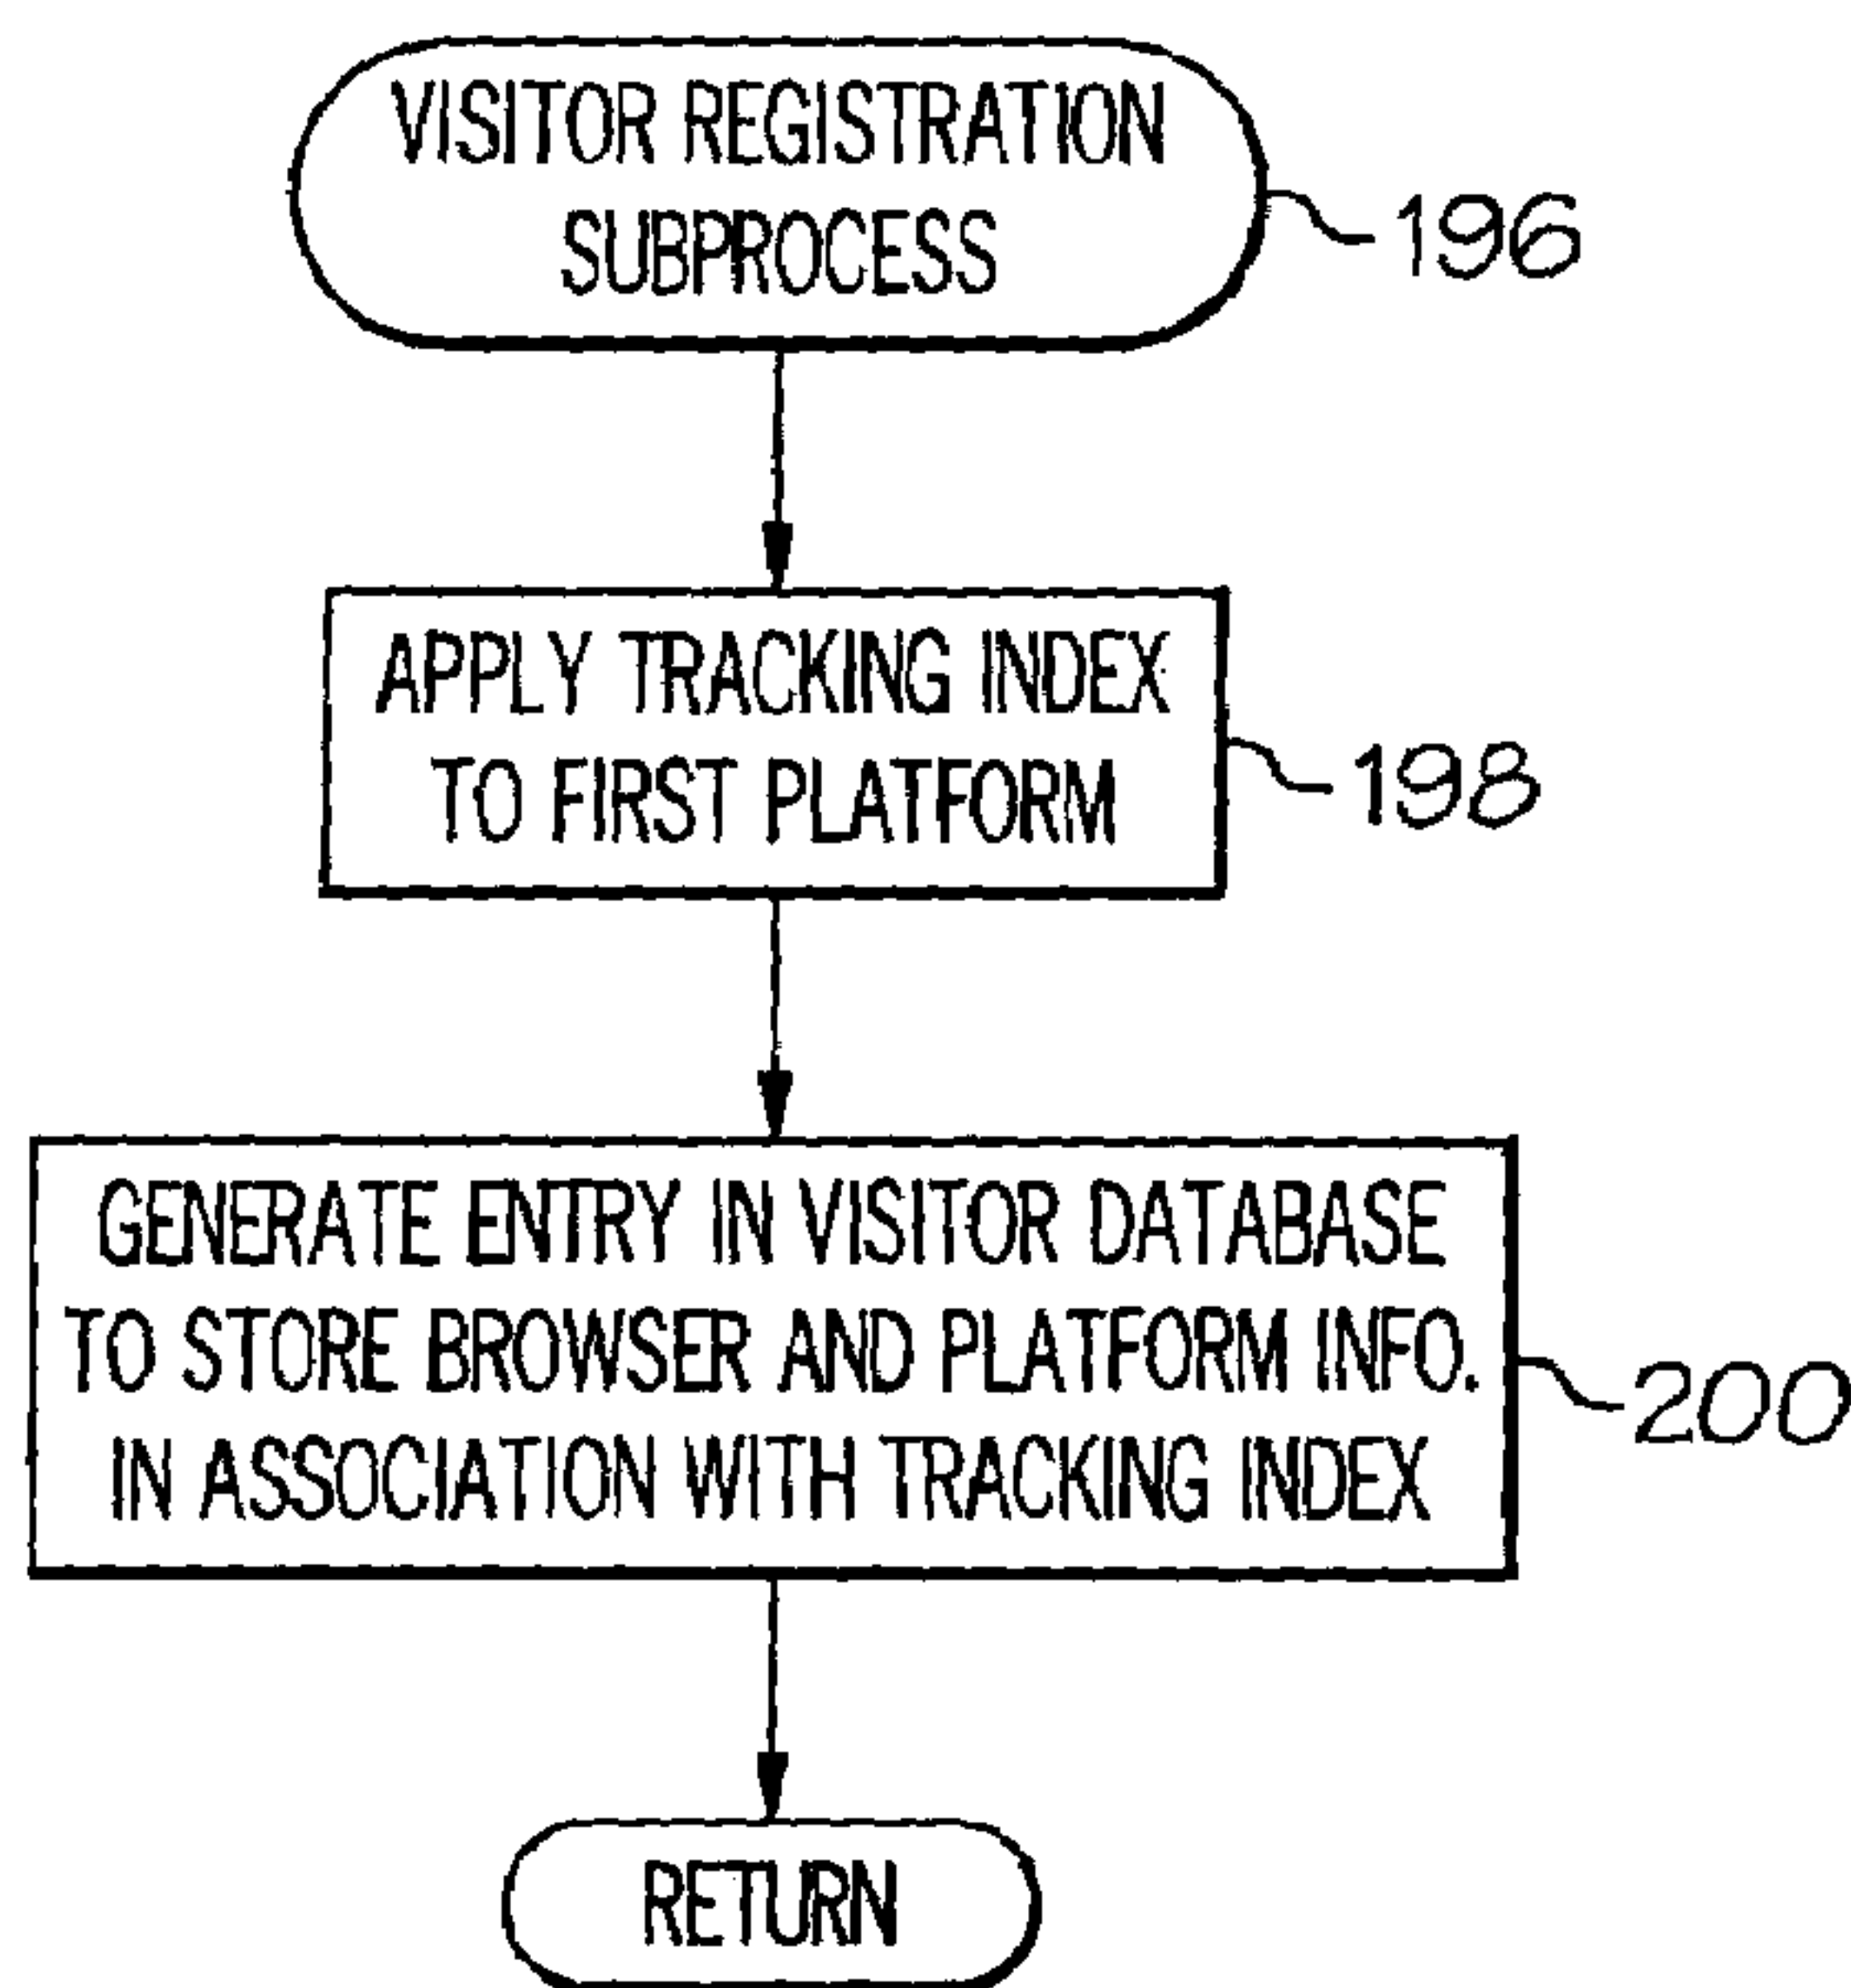 VISITOR REGISTRATION
SUBPROCESS
196
APPLY TRACKING INDEX
TO FIRST PLATFORM
198
GENERATE ENTRY IN VISITOR DATABASE
TO STORE BROWSER AND PLATFORM INFO.
IN ASSOCIATION WITH TRACKING INDEX
200
RETURN